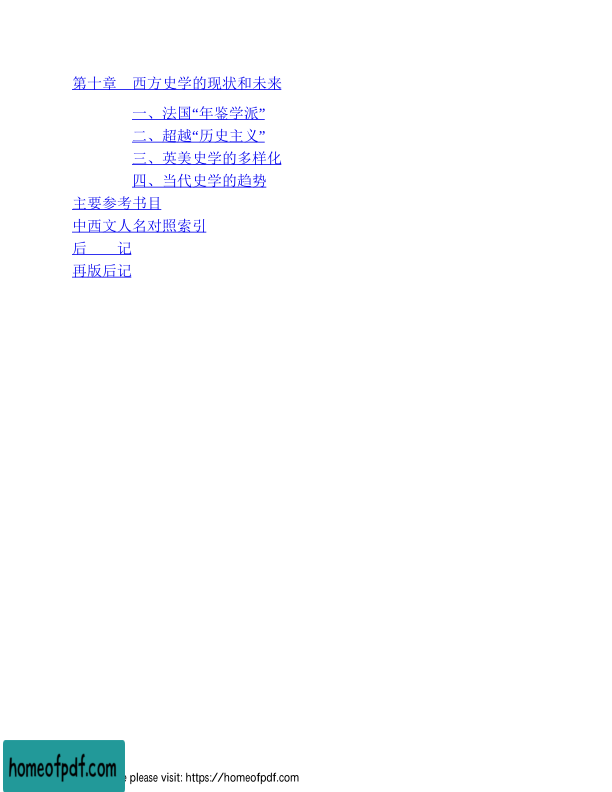 第十章　西方史学的现状和未来
一、法国“年鉴学派”
二、超越“历史主义”
三、英美史学的多样化
四、当代史学的趋势
主要参考书目
中西文人名对照索引
后　　记
再版后记
homeofpdf.com
please visit: https://homeofpdf.com